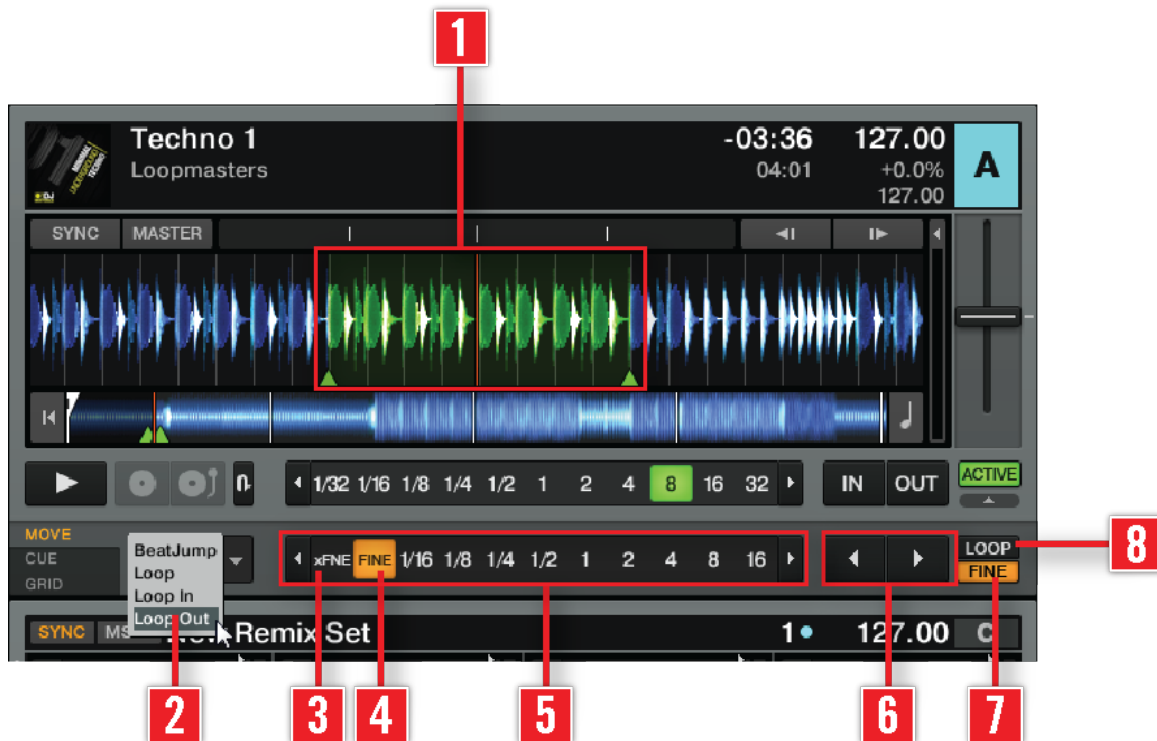 1
Techno 1
-03:36
127.00
A
Loopmasters
04:01
+0.0%
127.00
SYNC
MASTER
1/32 1/16 1/8 1/4 1/2 1 2 4 8 16 32
IN
OUT
ACTIVE
MOVE
CUE
GRID
BeatJump
Loop
Loop In
Loop Out
xFNE FINE 1/16 1/8 1/4 1/2 1 2 4 8 16
LOOP
FINE
8
SYNC
Remix Set
1
127.00
C
2
3
4
5
6
7